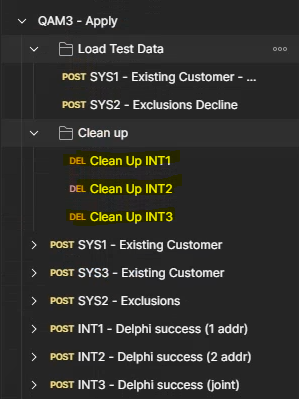 QAM3 - Apply
Load Test Data
POST SYS1 - Existing Customer - ...
POST SYS2 - Exclusions Decline
Clean up
DEL Clean Up INT1
DEL Clean Up INT2
DEL Clean Up INT3
POST SYS1 - Existing Customer
POST SYS3 - Existing Customer
POST SYS2 - Exclusions
POST INT1 - Delphi success (1 addr)
POST INT2 - Delphi success (2 addr)
POST INT3 - Delphi success (joint)